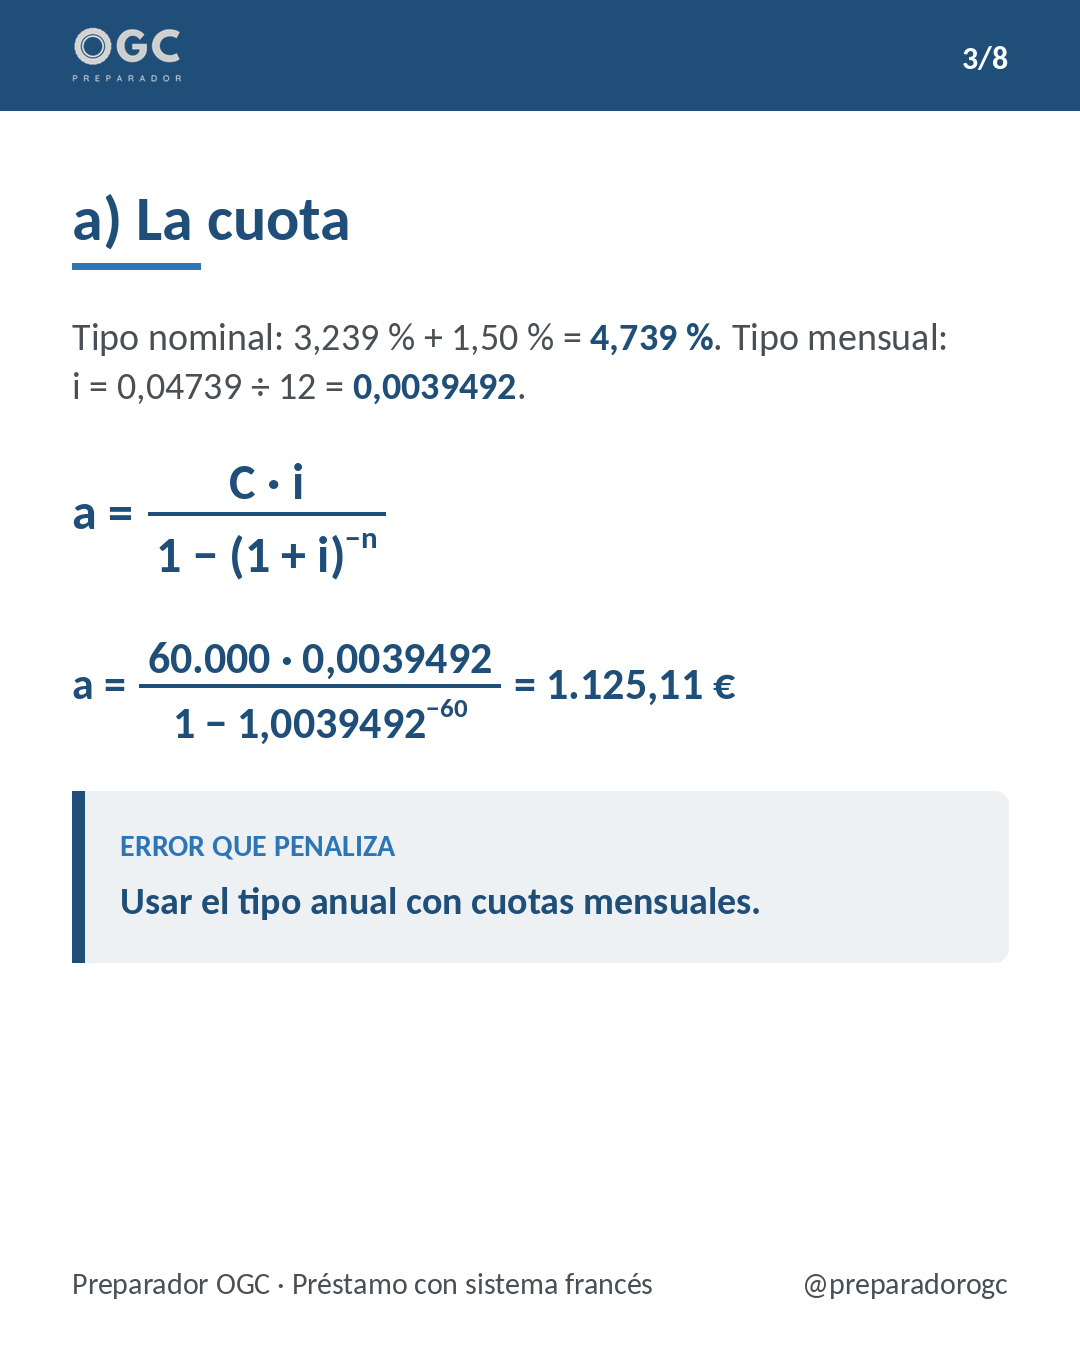 OGC
PREPARADOR
3/8
a) La cuota
Tipo nominal: 3,239 % + 1,50 % = 4,739 %. Tipo mensual:
i = 0,04739 ÷ 12 = 0,0039492.
C · i
a =
1 − (1 + i)⁻ⁿ
60.000 · 0,0039492
a = = 1.125,11 €
1 − 1,0039492⁻⁶⁰
ERROR QUE PENALIZA
Usar el tipo anual con cuotas mensuales.
Preparador OGC · Préstamo con sistema francés @preparadorogc